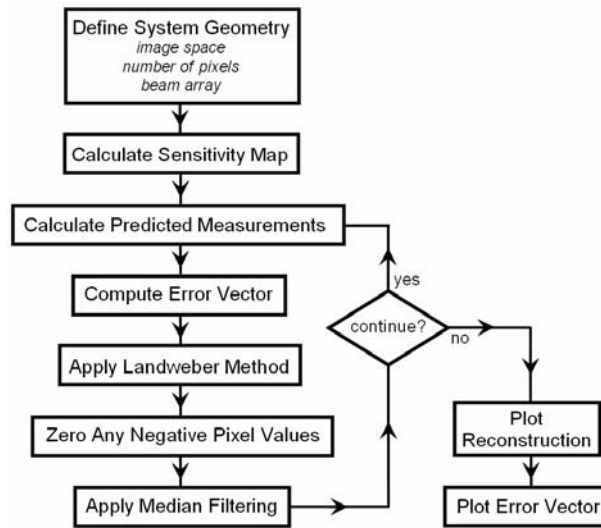 Define System Geometry
image space
number of pixels
beam array
Calculate Sensitivity Map
Calculate Predicted Measurements
Compute Error Vector
Apply Landweber Method
Zero Any Negative Pixel Values
Apply Median Filtering
continue?
yes
no
Plot
Reconstruction
Plot Error Vector